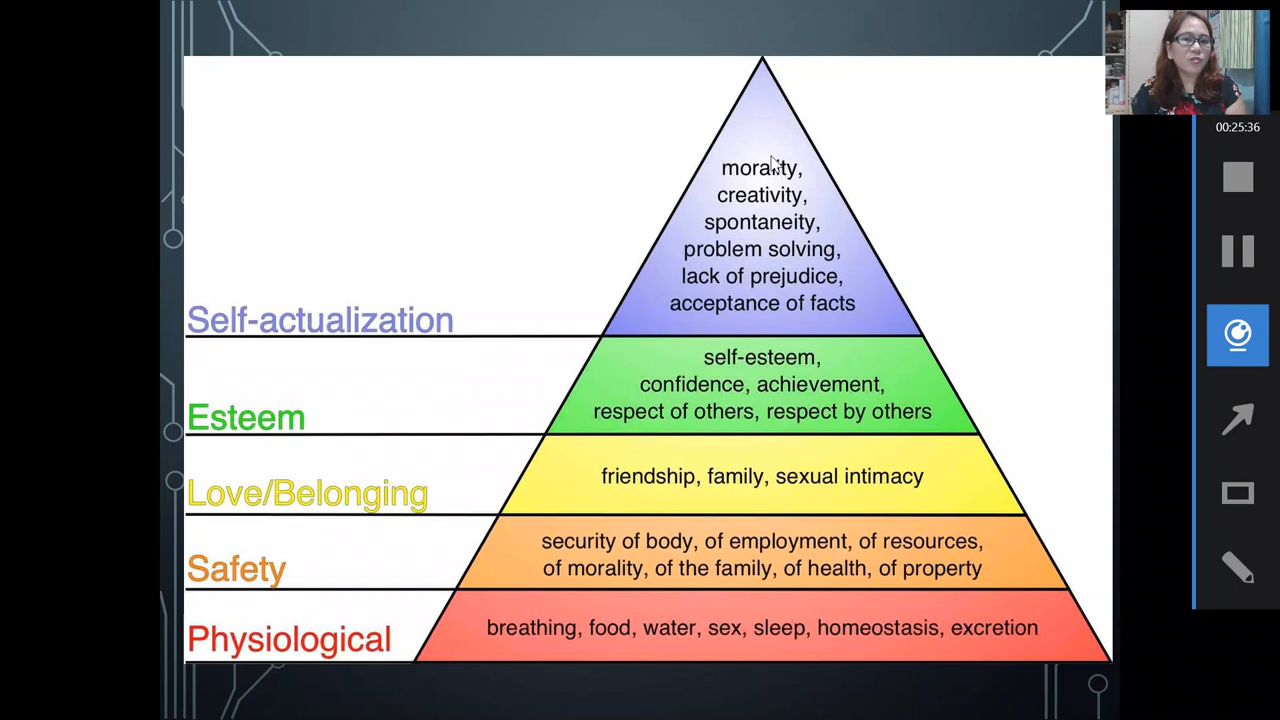 00:25:36
morality,
creativity,
spontaneity,
problem solving,
lack of prejudice,
acceptance of facts
Self-actualization
self-esteem,
confidence, achievement,
respect of others, respect by others
Esteem
friendship, family, sexual intimacy
Love/Belonging
security of body, of employment, of resources,
of morality, of the family, of health, of property
Safety
breathing, food, water, sex, sleep, homeostasis, excretion
Physiological